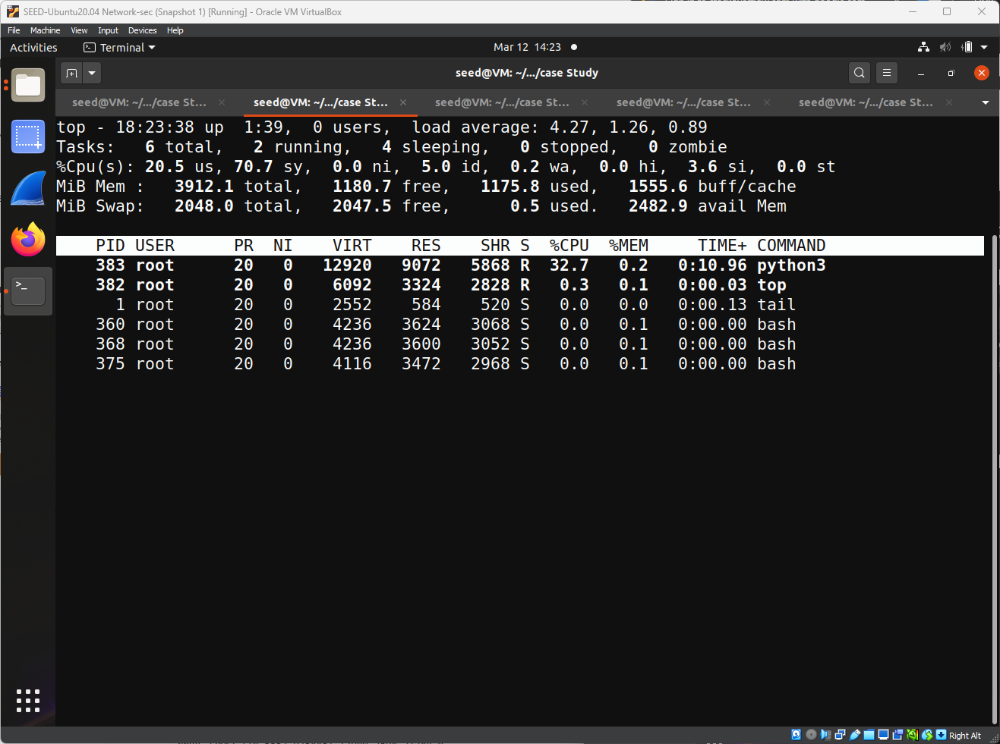 SEED-Ubuntu20.04 Network-sec (Snapshot 1) [Running] - Oracle VM VirtualBox
File Machine View Input Devices Help
Activities Terminal Mar 12 14:23
seed@VM: ~/.../case Study
seed@VM: ~/.../case St... seed@VM: ~/.../case St... seed@VM: ~/.../case St... seed@VM: ~/.../case St... seed@VM: ~/.../case St...
top - 18:23:38 up  1:39,  0 users,  load average: 4.27, 1.26, 0.89
Tasks:   6 total,   2 running,   4 sleeping,   0 stopped,   0 zombie
%Cpu(s): 20.5 us, 70.7 sy,  0.0 ni,  5.0 id,  0.2 wa,  0.0 hi,  3.6 si,  0.0 st
MiB Mem :   3912.1 total,   1180.7 free,   1175.8 used,   1555.6 buff/cache
MiB Swap:   2048.0 total,   2047.5 free,      0.5 used.   2482.9 avail Mem
PID USER      PR  NI    VIRT    RES    SHR S  %CPU  %MEM     TIME+ COMMAND
383 root      20   0   12920   9072   5868 R  32.7   0.2   0:10.96 python3
382 root      20   0    6092   3324   2828 R   0.3   0.1   0:00.03 top
1 root      20   0    2552    584    520 S   0.0   0.0   0:00.13 tail
360 root      20   0    4236   3624   3068 S   0.0   0.1   0:00.00 bash
368 root      20   0    4236   3600   3052 S   0.0   0.1   0:00.00 bash
375 root      20   0    4116   3472   2968 S   0.0   0.1   0:00.00 bash
Right Alt